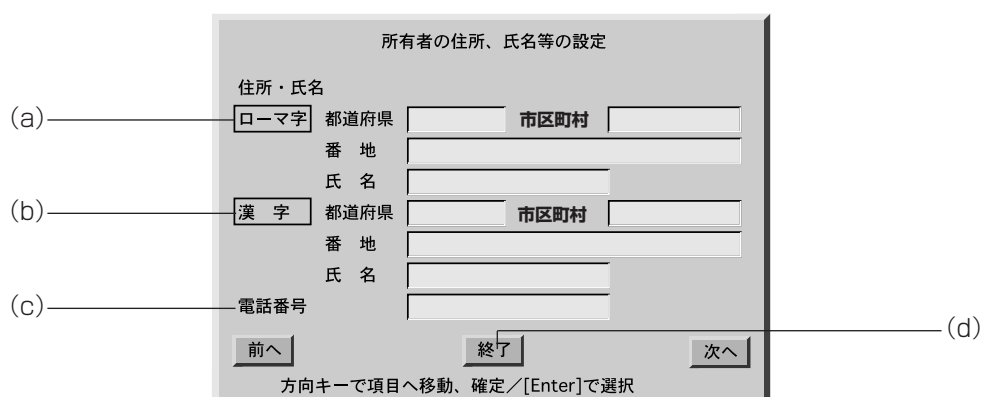 所有者の住所、氏名等の設定
住所・氏名
(a) ローマ字 都道府県 市区町村
番 地
氏 名
(b) 漢 字 都道府県 市区町村
番 地
氏 名
(c) 電話番号
(d)
前へ 終了 次へ
方向キーで項目へ移動、確定／[Enter]で選択